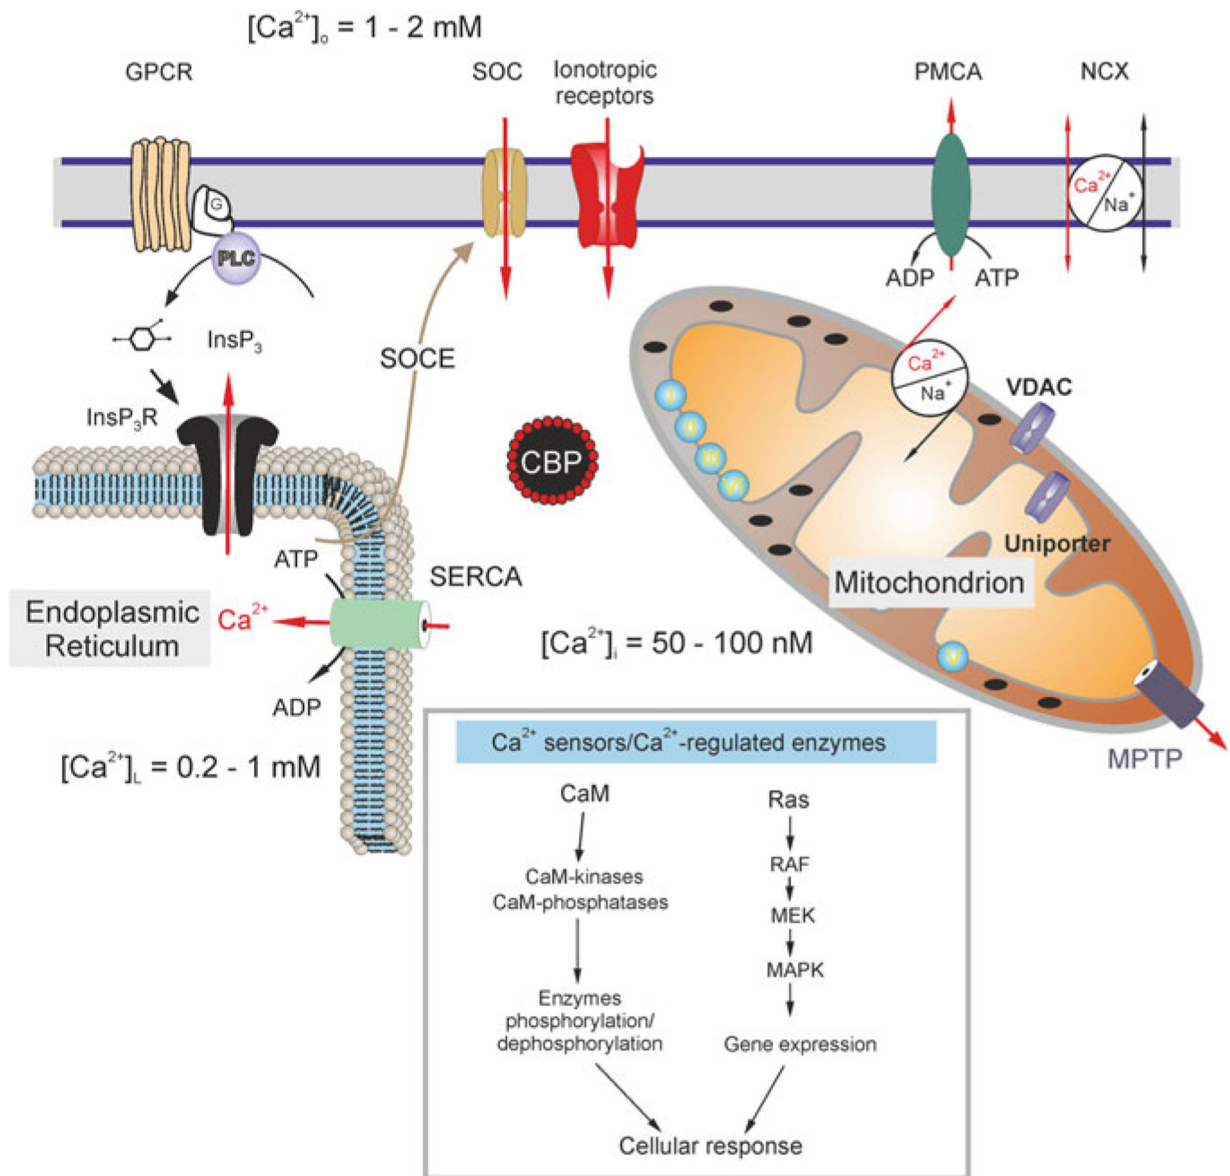 [Ca²⁺]ₒ = 1 - 2 mM
GPCR
SOC
Ionotropic
receptors
PMCA
NCX
G
PLC
Ca²⁺
Na⁺
ADP
ATP
InsP₃
SOCE
InsP₃R
Ca²⁺
Na⁺
VDAC
I
II
III
VI
CBP
Uniporter
Mitochondrion
ATP
SERCA
Endoplasmic
Reticulum
Ca²⁺
[Ca²⁺]ᵢ = 50 - 100 nM
V
ADP
MPTP
[Ca²⁺]L = 0.2 - 1 mM
Ca²⁺ sensors/Ca²⁺-regulated enzymes
CaM
CaM-kinases
CaM-phosphatases
Enzymes
phosphorylation/
dephosphorylation
Ras
RAF
MEK
MAPK
Gene expression
Cellular response